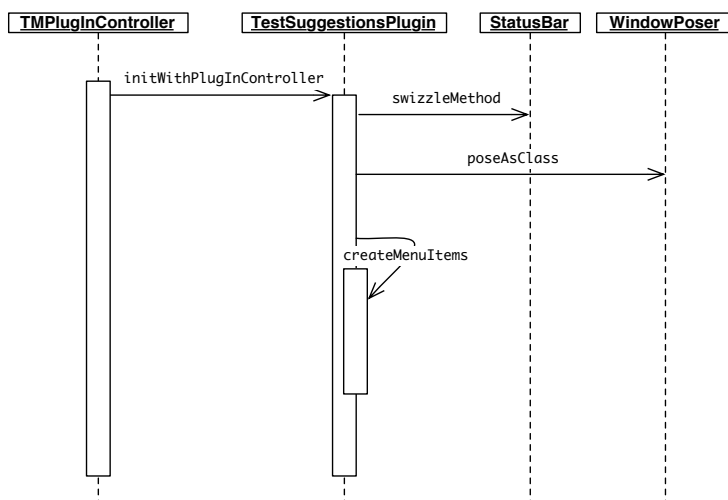 TMPlugInController
TestSuggestionsPlugin
StatusBar
WindowPoser
initWithPlugInController
swizzleMethod
poseAsClass
createMenuItems